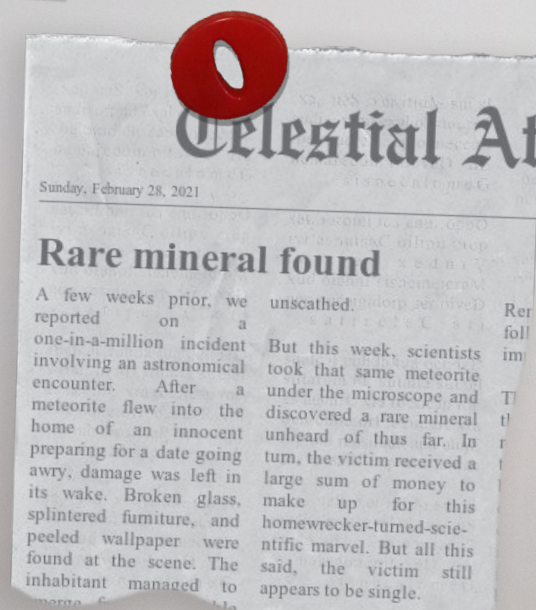 Celestial At
Sunday, February 28, 2021
Rare mineral found
A few weeks prior, we
reported on a
one-in-a-million incident
involving an astronomical
encounter. After a
meteorite flew into the
home of an innocent
preparing for a date going
awry, damage was left in
its wake. Broken glass,
splintered furniture, and
peeled wallpaper were
found at the scene. The
inhabitant managed to
unscathed.
But this week, scientists
took that same meteorite
under the microscope and
discovered a rare mineral
unheard of thus far. In
turn, the victim received a
large sum of money to
make up for this
homewrecker-turned-scie-
ntific marvel. But all this
said, the victim still
appears to be single.